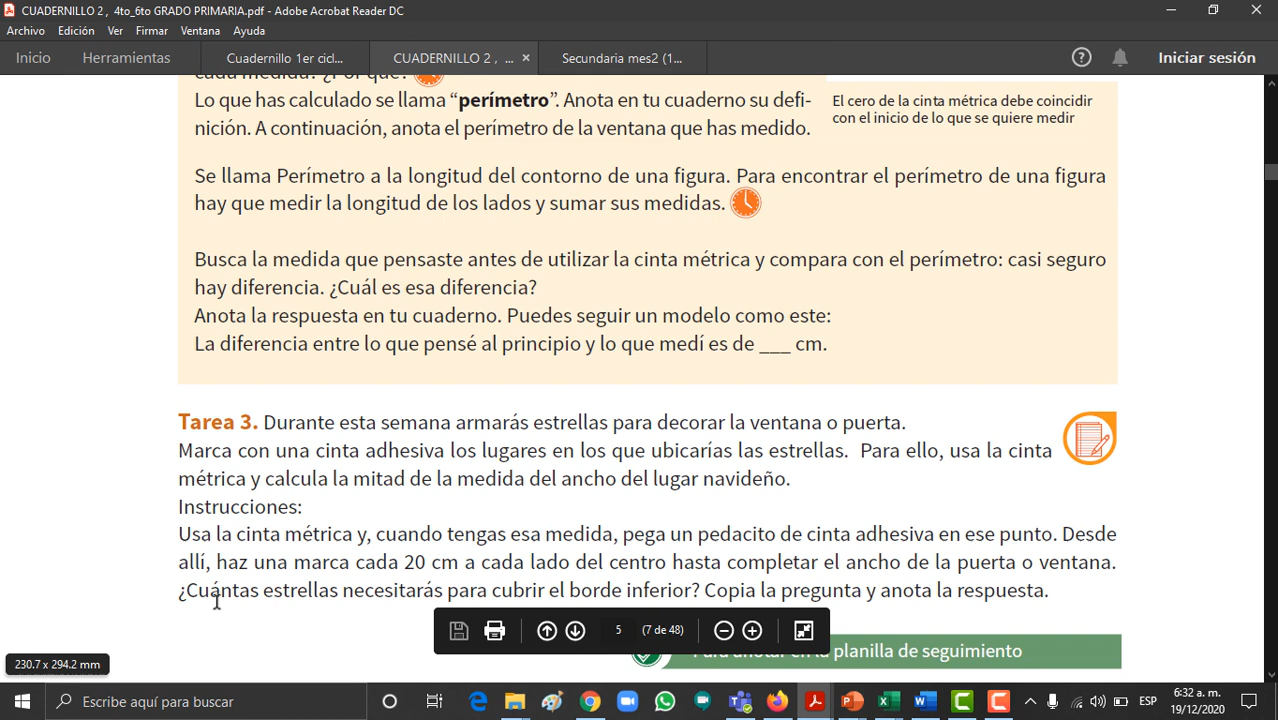 CUADERNILLO 2 , 4to_6to GRADO PRIMARIA.pdf - Adobe Acrobat Reader DC
Archivo Edición Ver Firmar Ventana Ayuda
Inicio Herramientas Cuadernillo 1er cicl... CUADERNILLO 2 , ... × Secundaria mes2 (1... Iniciar sesión
cada medida? ¿Por qué?
Lo que has calculado se llama “perímetro”. Anota en tu cuaderno su defi-
nición. A continuación, anota el perímetro de la ventana que has medido.
El cero de la cinta métrica debe coincidir
con el inicio de lo que se quiere medir
Se llama Perímetro a la longitud del contorno de una figura. Para encontrar el perímetro de una figura
hay que medir la longitud de los lados y sumar sus medidas.
Busca la medida que pensaste antes de utilizar la cinta métrica y compara con el perímetro: casi seguro
hay diferencia. ¿Cuál es esa diferencia?
Anota la respuesta en tu cuaderno. Puedes seguir un modelo como este:
La diferencia entre lo que pensé al principio y lo que medí es de ___ cm.
Tarea 3. Durante esta semana armarás estrellas para decorar la ventana o puerta.
Marca con una cinta adhesiva los lugares en los que ubicarías las estrellas. Para ello, usa la cinta
métrica y calcula la mitad de la medida del ancho del lugar navideño.
Instrucciones:
Usa la cinta métrica y, cuando tengas esa medida, pega un pedacito de cinta adhesiva en ese punto. Desde
allí, haz una marca cada 20 cm a cada lado del centro hasta completar el ancho de la puerta o ventana.
¿Cuántas estrellas necesitarás para cubrir el borde inferior? Copia la pregunta y anota la respuesta.
5 (7 de 48)
Para anotar en la planilla de seguimiento
230.7 x 294.2 mm
Escribe aquí para buscar
ESP
6:32 a. m.
19/12/2020